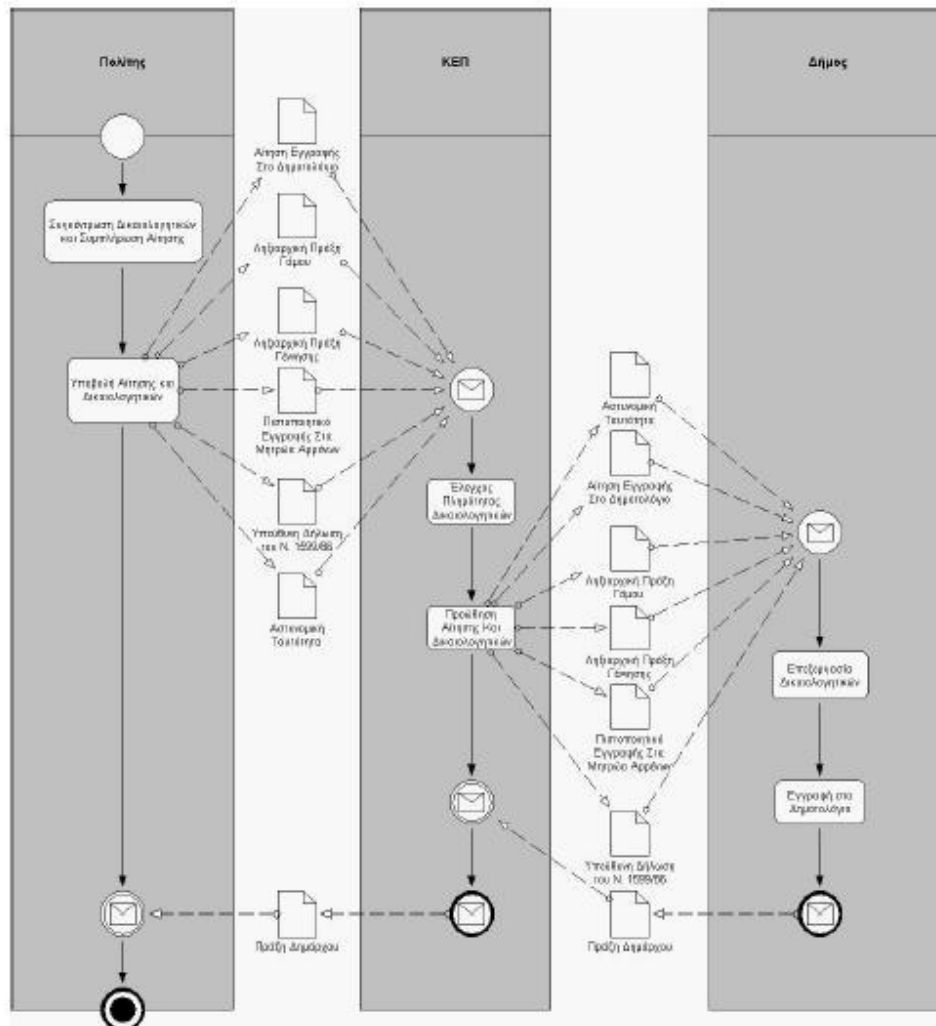 Πολίτης
ΚΕΠ
Δήμος
Αίτηση Εγγραφής
Στο Δημοτολόγιο
Συγκέντρωση Δικαιολογητικών
και Συμπλήρωση Αίτησης
Ληξιαρχική Πράξη
Γάμου
Ληξιαρχική Πράξη
Γέννησης
Υποβολή Αίτησης και
Δικαιολογητικών
Πιστοποιητικό
Εγγραφής Στα
Μητρώα Αρρένων
Υπεύθυνη Δήλωση
του Ν. 1599/86
Αστυνομική
Ταυτότητα
Έλεγχος
Πληρότητας
Δικαιολογητικών
Προώθηση
Αίτησης Και
Δικαιολογητικών
Αστυνομική
Ταυτότητα
Αίτηση Εγγραφής
Στο Δημοτολόγιο
Ληξιαρχική Πράξη
Γάμου
Ληξιαρχική Πράξη
Γέννησης
Πιστοποιητικό
Εγγραφής Στα
Μητρώα Αρρένων
Υπεύθυνη Δήλωση
του Ν. 1599/86
Επεξεργασία
Δικαιολογητικών
Εγγραφή στο
Δημοτολόγιο
Πράξη Δημάρχου
Πράξη Δημάρχου